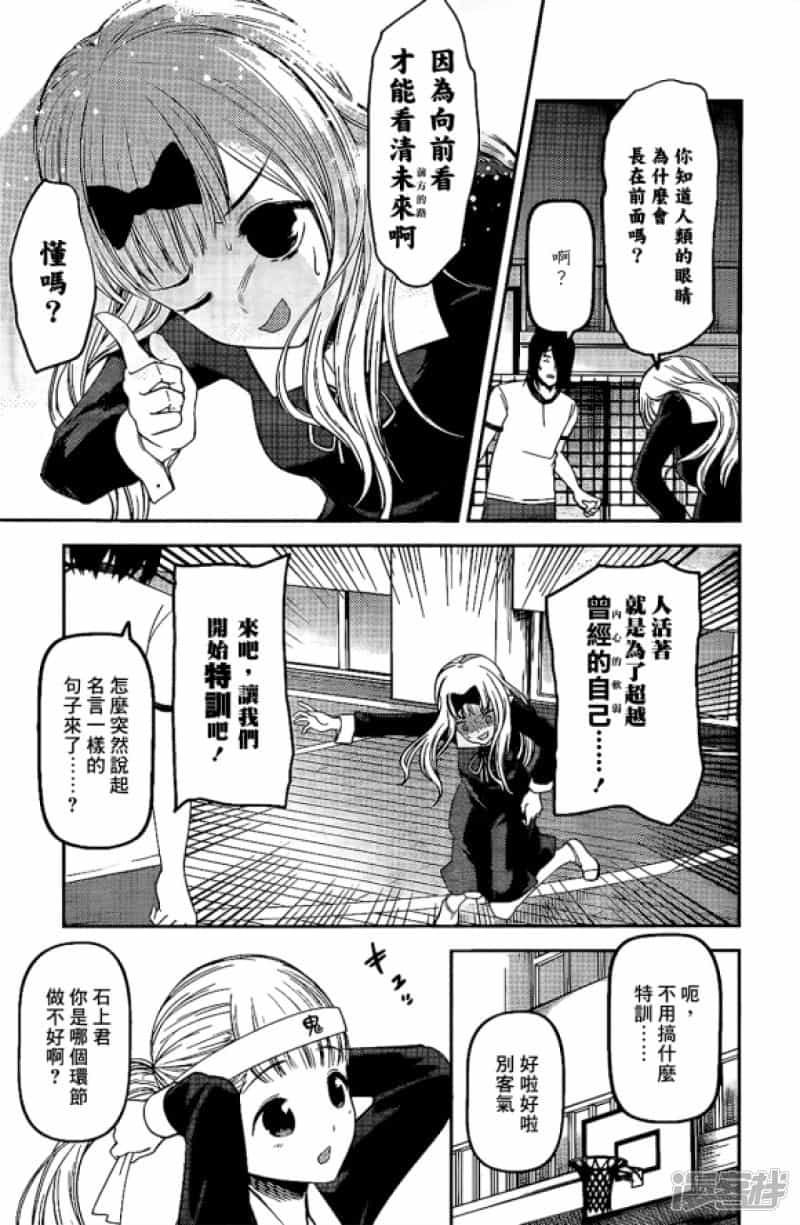 你知道人類的眼睛
為什麼會
長在前面嗎？
啊？
因為向前看
才能看清未來啊
前方的路
懂嗎？
人活著
就是為了超越
內心的軟弱
曾經的自己……！
來吧，讓我們
開始特訓吧！
怎麼突然說起
名言一樣的
句子來了……？
呃，
不用搞什麼
特訓……
好啦好啦
別客氣
キュッ
鬼
石上君
你是哪個環節
做不好啊？